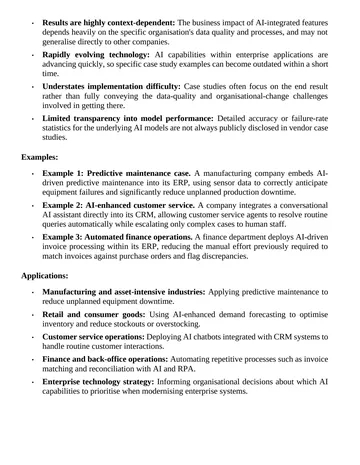 • Results are highly context-dependent: The business impact of AI-integrated features
depends heavily on the specific organisation's data quality and processes, and may not
generalise directly to other companies.
• Rapidly evolving technology: AI capabilities within enterprise applications are
advancing quickly, so specific case study examples can become outdated within a short
time.
• Understates implementation difficulty: Case studies often focus on the end result
rather than fully conveying the data-quality and organisational-change challenges
involved in getting there.
• Limited transparency into model performance: Detailed accuracy or failure-rate
statistics for the underlying AI models are not always publicly disclosed in vendor case
studies.
Examples:
• Example 1: Predictive maintenance case. A manufacturing company embeds AI-
driven predictive maintenance into its ERP, using sensor data to correctly anticipate
equipment failures and significantly reduce unplanned production downtime.
• Example 2: AI-enhanced customer service. A company integrates a conversational
AI assistant directly into its CRM, allowing customer service agents to resolve routine
queries automatically while escalating only complex cases to human staff.
• Example 3: Automated finance operations. A finance department deploys AI-driven
invoice processing within its ERP, reducing the manual effort previously required to
match invoices against purchase orders and flag discrepancies.
Applications:
• Manufacturing and asset-intensive industries: Applying predictive maintenance to
reduce unplanned equipment downtime.
• Retail and consumer goods: Using AI-enhanced demand forecasting to optimise
inventory and reduce stockouts or overstocking.
• Customer service operations: Deploying AI chatbots integrated with CRM systems to
handle routine customer interactions.
• Finance and back-office operations: Automating repetitive processes such as invoice
matching and reconciliation with AI and RPA.
• Enterprise technology strategy: Informing organisational decisions about which AI
capabilities to prioritise when modernising enterprise systems.